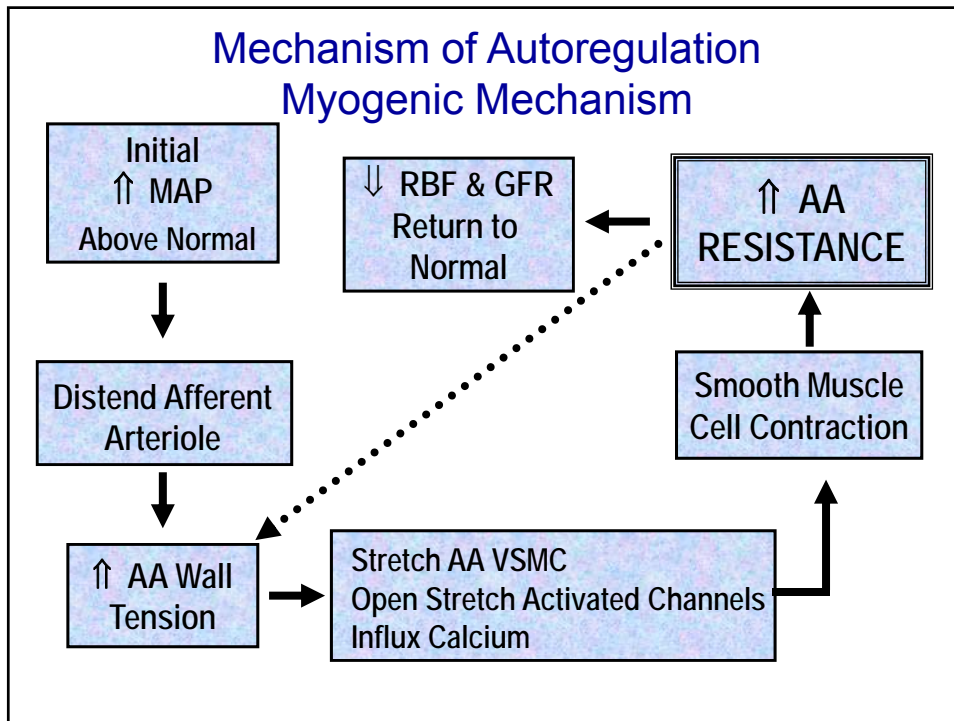 Mechanism of Autoregulation
Myogenic Mechanism
Initial
⇑ MAP
Above Normal
Distend Afferent
Arteriole
⇑ AA Wall
Tension
Stretch AA VSMC
Open Stretch Activated Channels
Influx Calcium
Smooth Muscle
Cell Contraction
⇑ AA
RESISTANCE
⇓ RBF & GFR
Return to
Normal